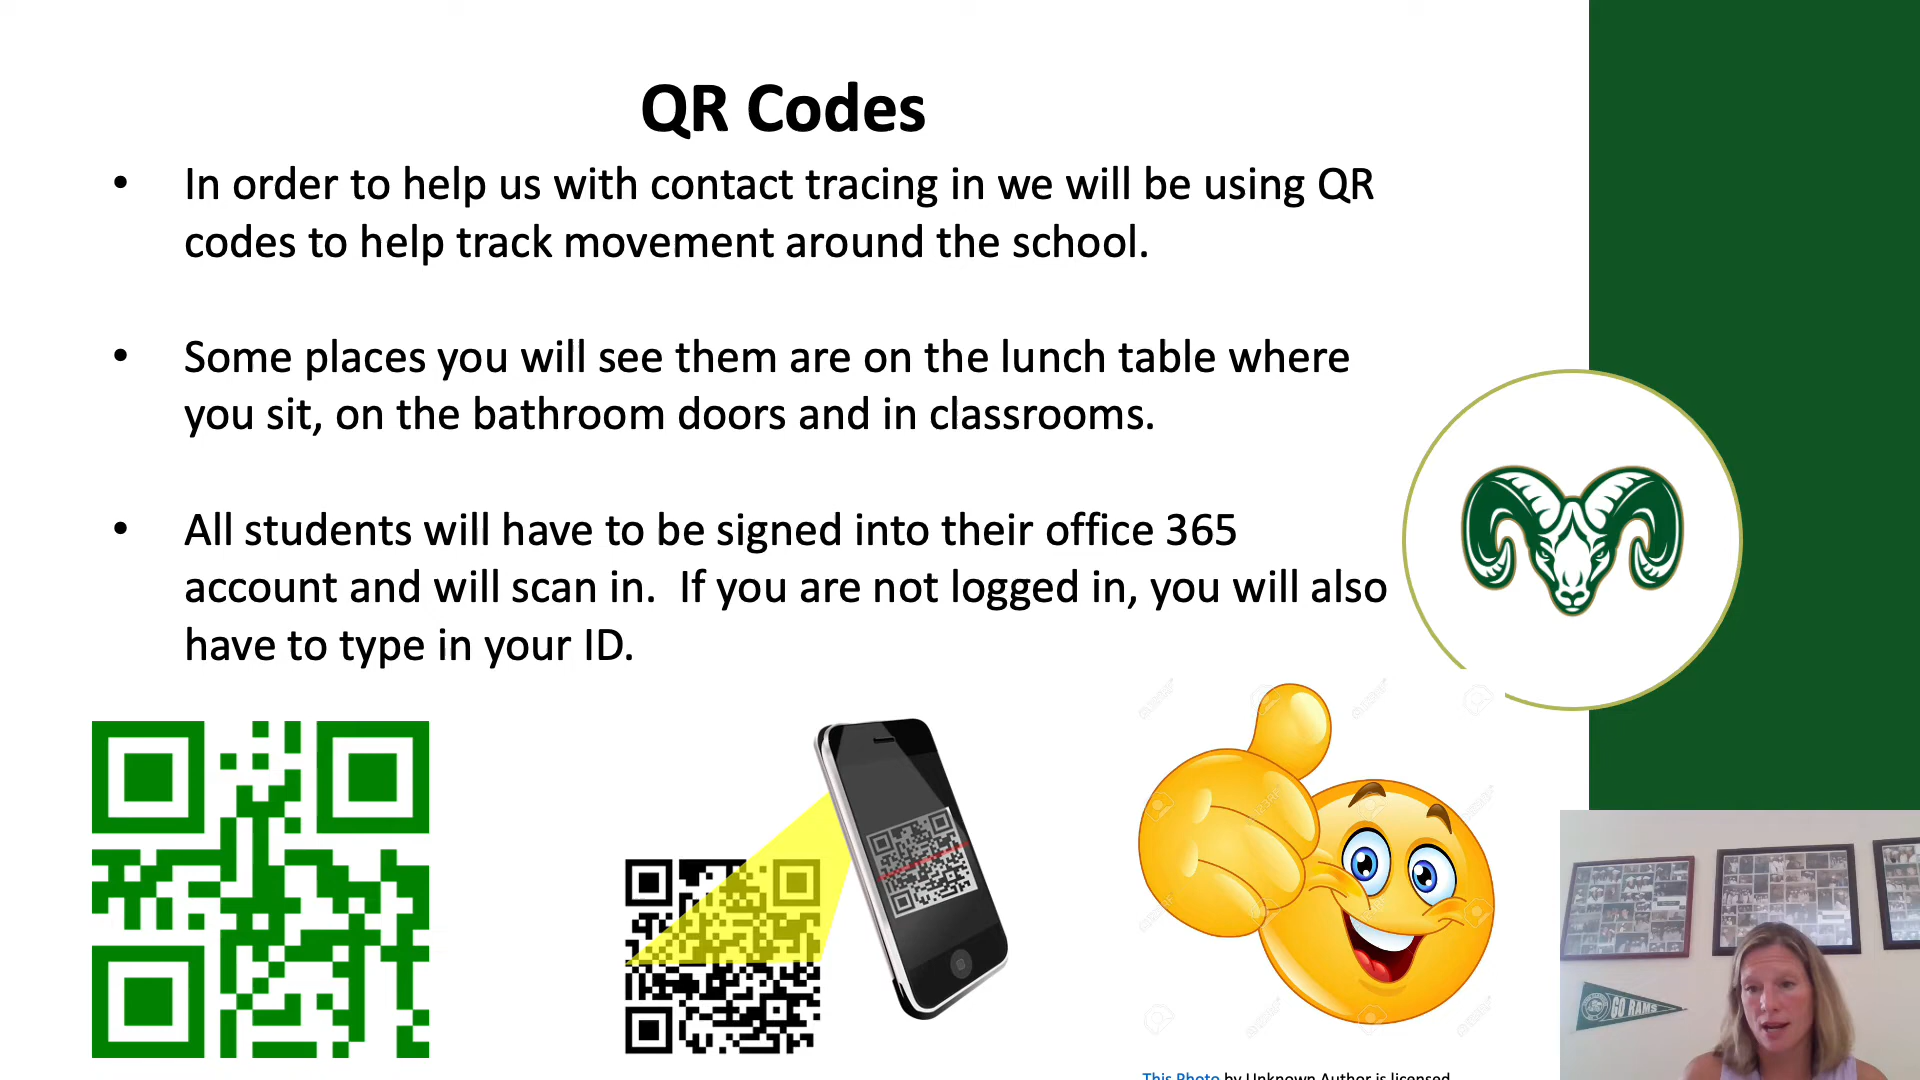 QR Codes
• In order to help us with contact tracing in we will be using QR
codes to help track movement around the school.
• Some places you will see them are on the lunch table where
you sit, on the bathroom doors and in classrooms.
• All students will have to be signed into their office 365
account and will scan in.  If you are not logged in, you will also
have to type in your ID.
GO RAMS
This Photo by Unknown Author is licensed